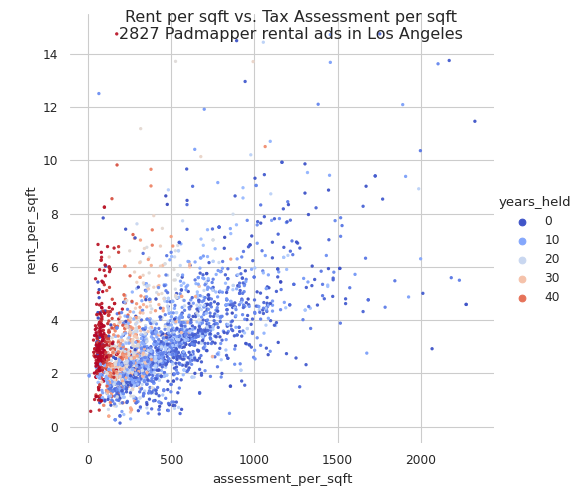 Rent per sqft vs. Tax Assessment per sqft
2827 Padmapper rental ads in Los Angeles
14
12
10
8
6
4
2
0
rent_per_sqft
0 500 1000 1500 2000
assessment_per_sqft
years_held
0
10
20
30
40